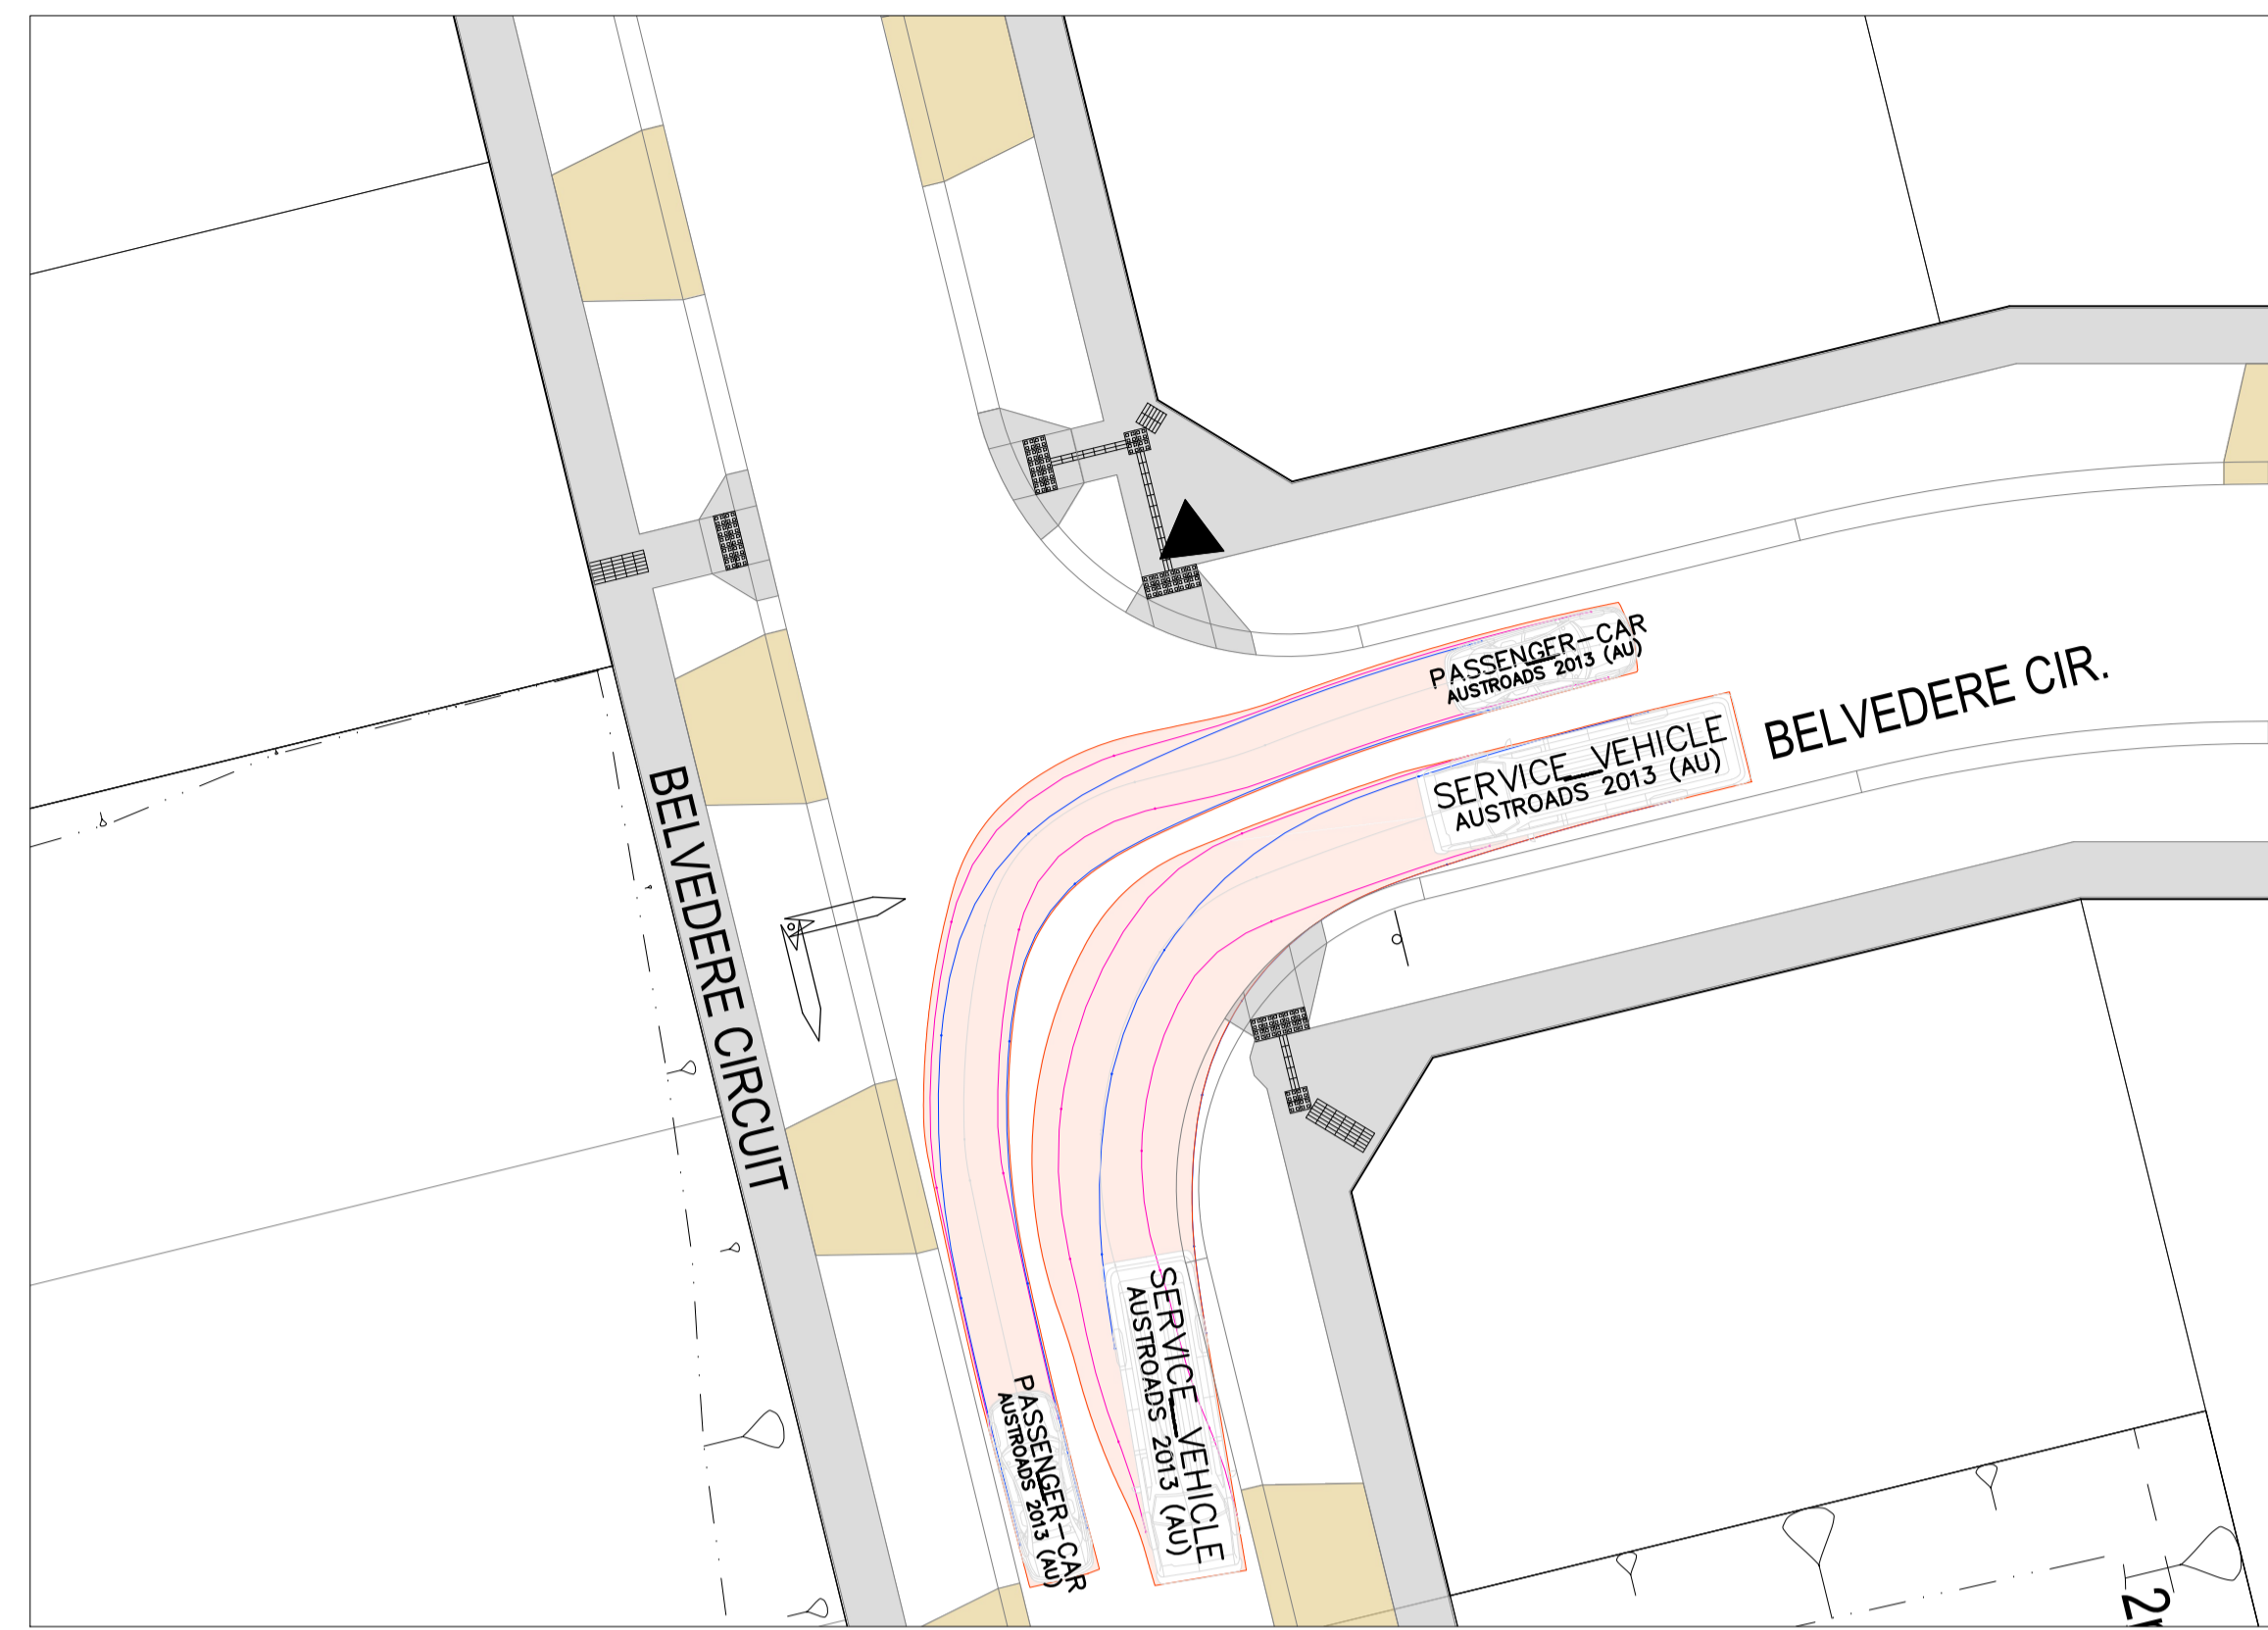 PASSENGER-CAR
AUSTROADS 2013 (AU)
SERVICE_VEHICLE
AUSTROADS 2013 (AU)
BELVEDERE CIR.
BELVEDERE CIRCUIT
SERVICE_VEHICLE
AUSTROADS 2013 (AU)
PASSENGER-CAR
AUSTROADS 2013 (AU)